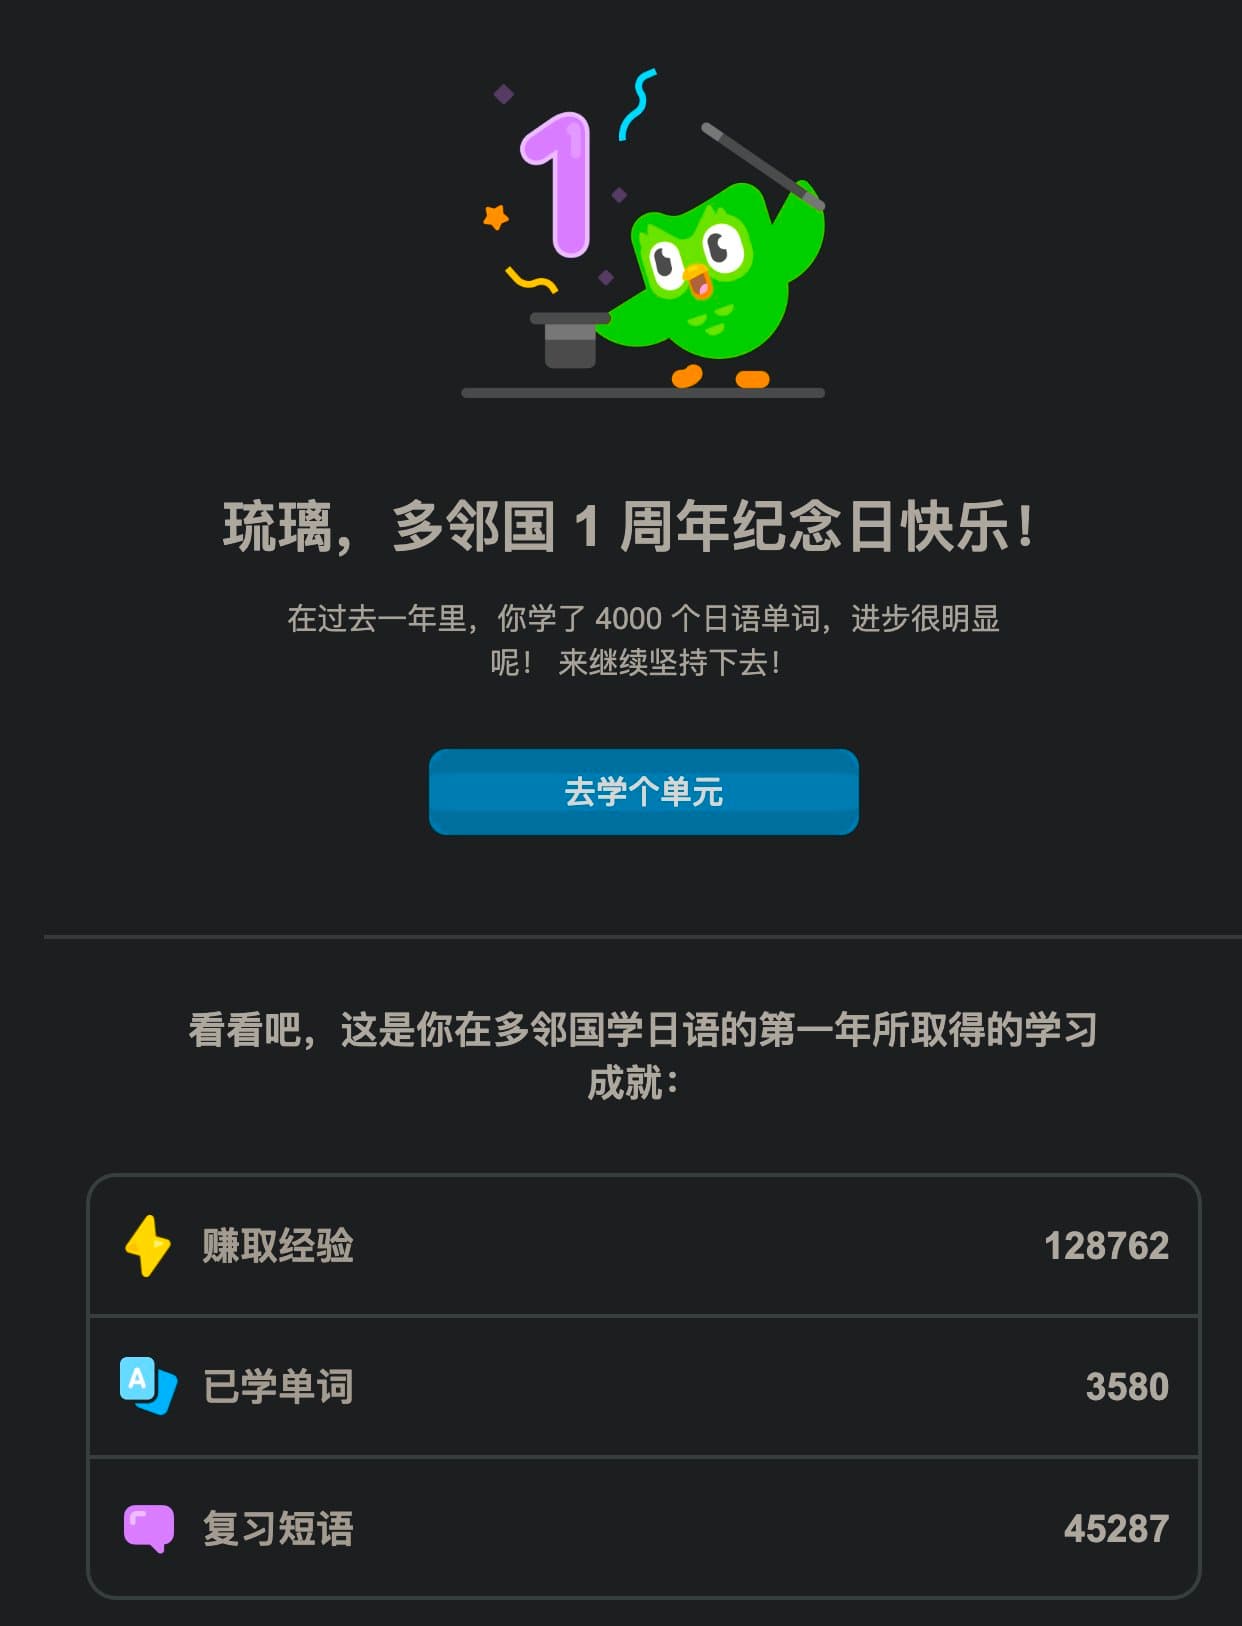 1
琉璃，多邻国 1 周年纪念日快乐！
在过去一年里，你学了 4000 个日语单词，进步很明显
呢！ 来继续坚持下去！
去学个单元
看看吧，这是你在多邻国学日语的第一年所取得的学习
成就：
赚取经验 128762
A 已学单词 3580
复习短语 45287